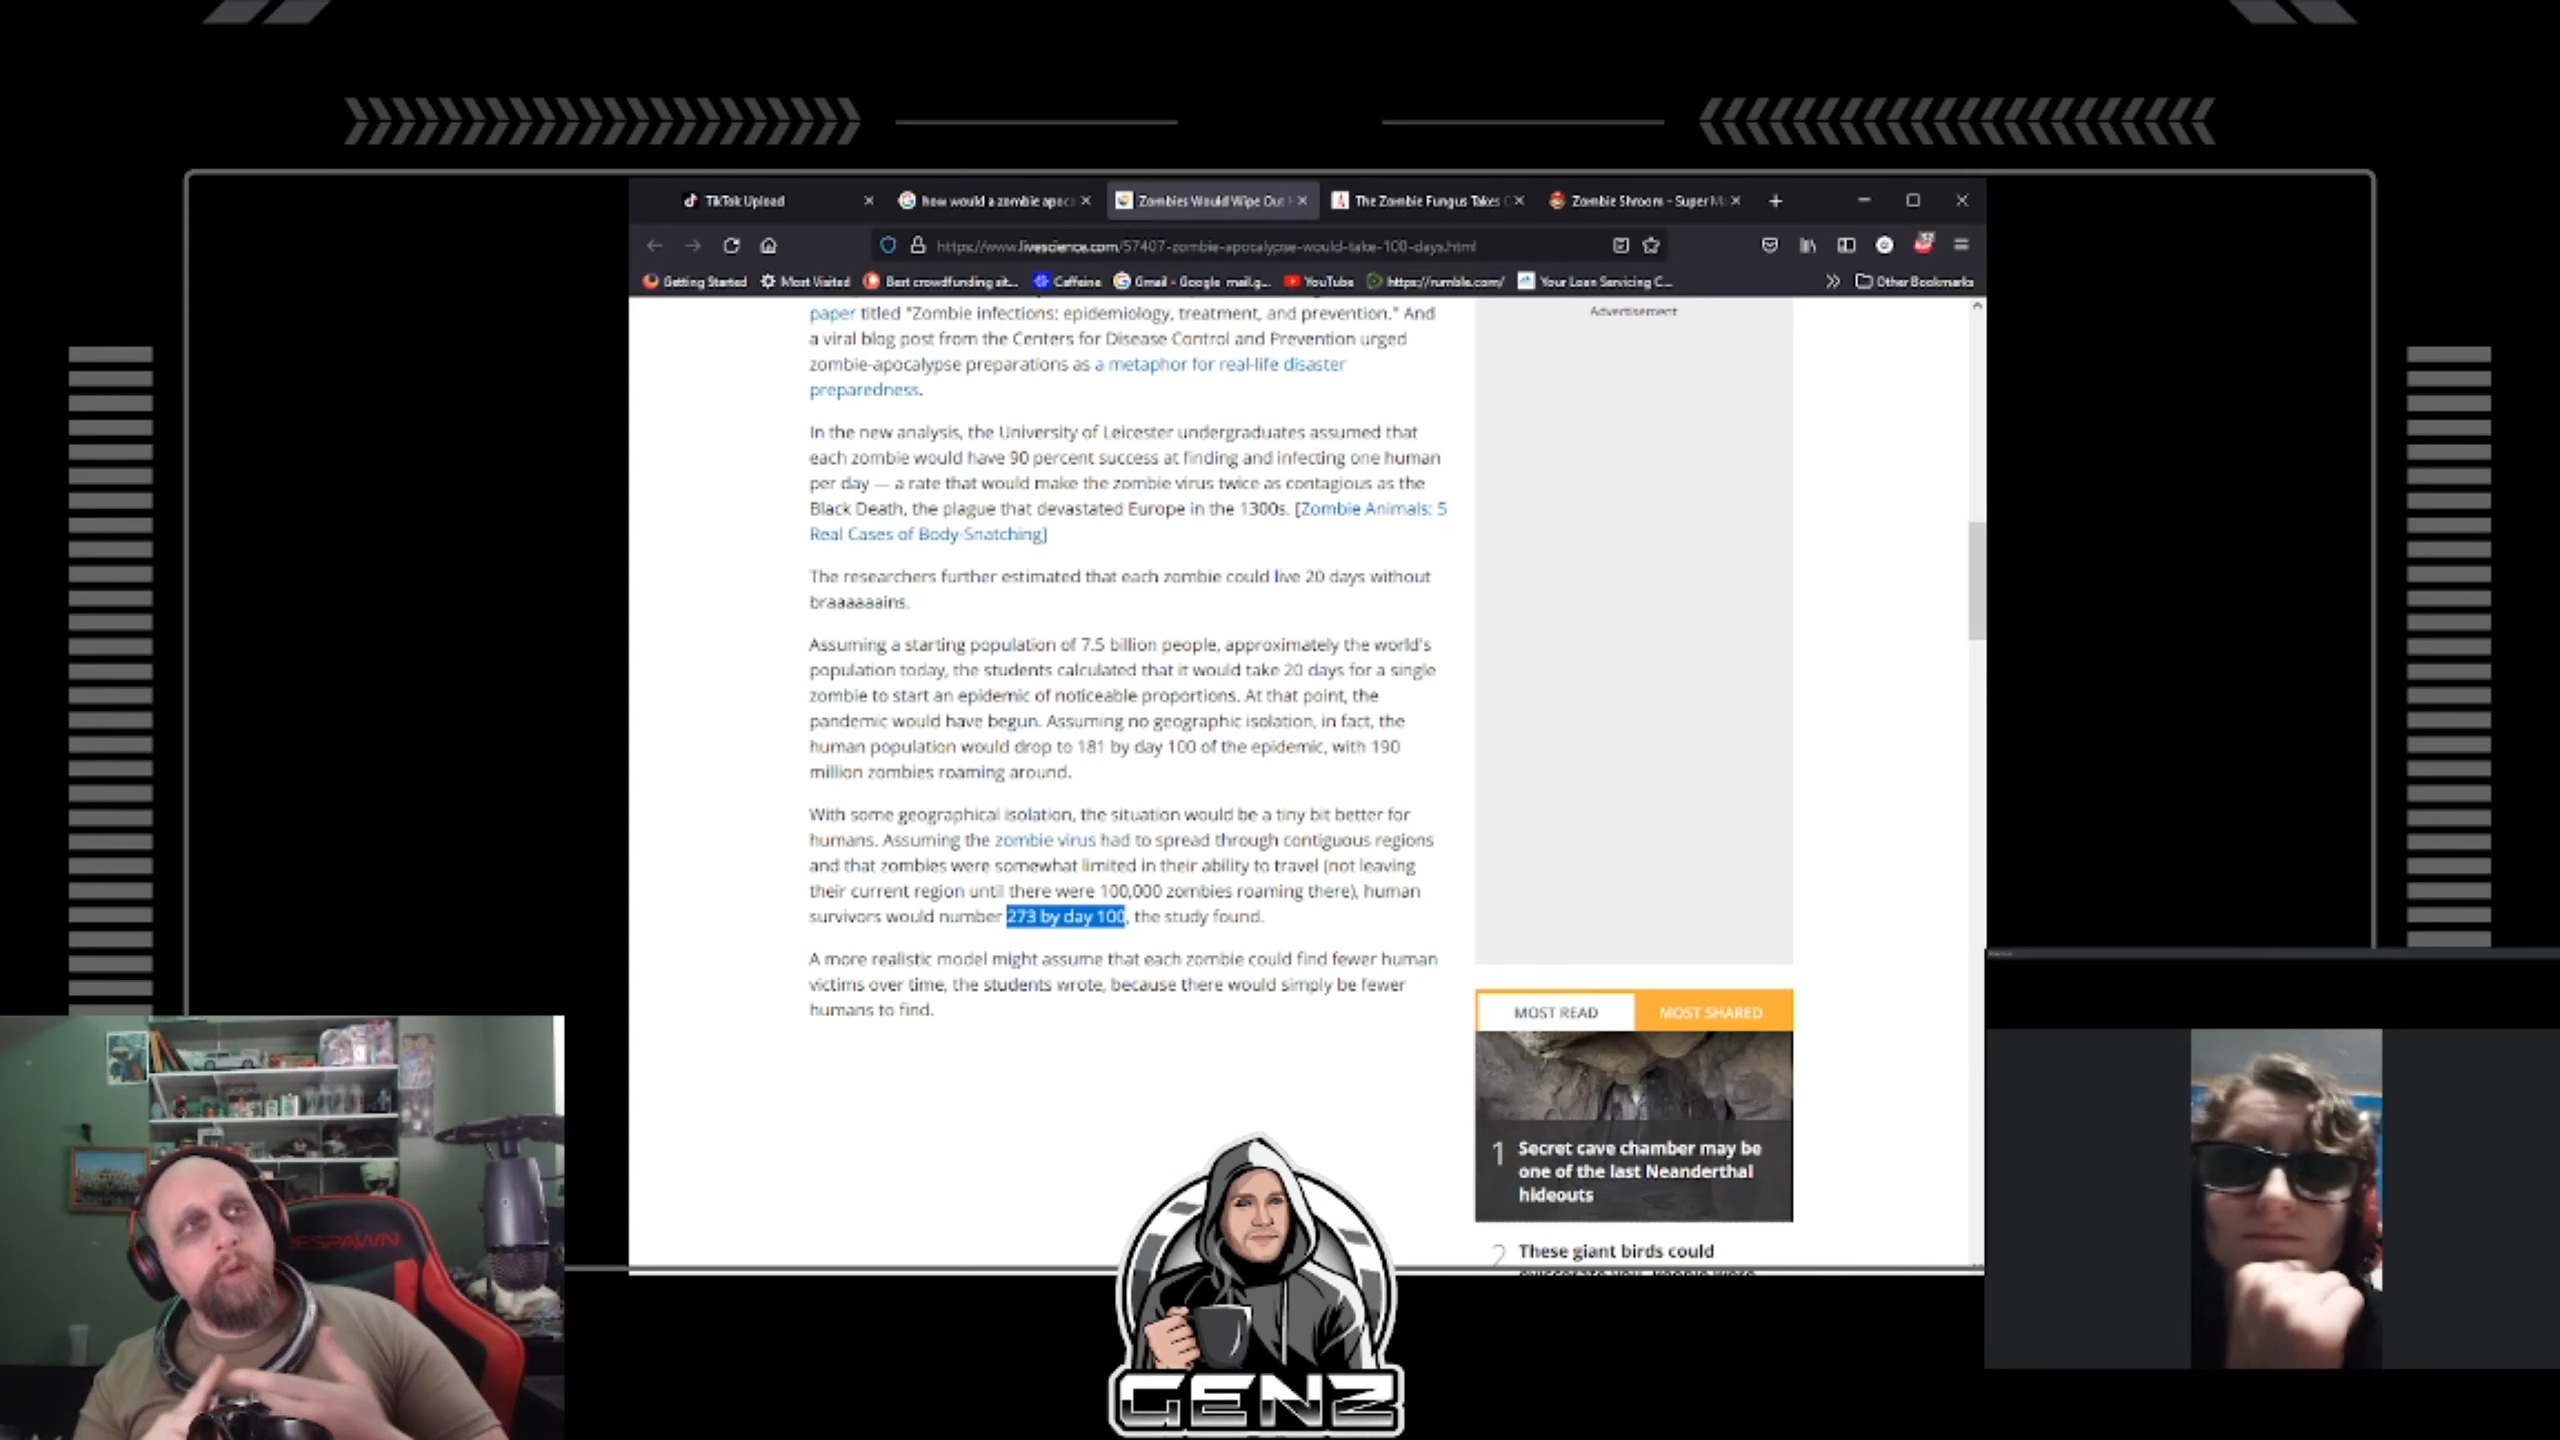 TikTok Upload
how would a zombie apoc
Zombies Would Wipe Out
The Zombie Fungus Takes
Zombie Shroom - Super M
https://www.livescience.com/57407-zombie-apocalypse-would-take-100-days.html
Getting Started
Most Visited
Best crowdfunding sit...
Caffeine
Gmail - Google mail.g...
YouTube
https://rumble.com/
Your Loan Servicing C...
Other Bookmarks
paper titled "Zombie infections: epidemiology, treatment, and prevention." And
a viral blog post from the Centers for Disease Control and Prevention urged
zombie-apocalypse preparations as a metaphor for real-life disaster
preparedness.
In the new analysis, the University of Leicester undergraduates assumed that
each zombie would have 90 percent success at finding and infecting one human
per day — a rate that would make the zombie virus twice as contagious as the
Black Death, the plague that devastated Europe in the 1300s. [Zombie Animals: 5
Real Cases of Body-Snatching]
The researchers further estimated that each zombie could live 20 days without
braaaaaains.
Assuming a starting population of 7.5 billion people, approximately the world's
population today, the students calculated that it would take 20 days for a single
zombie to start an epidemic of noticeable proportions. At that point, the
pandemic would have begun. Assuming no geographic isolation, in fact, the
human population would drop to 181 by day 100 of the epidemic, with 190
million zombies roaming around.
With some geographical isolation, the situation would be a tiny bit better for
humans. Assuming the zombie virus had to spread through contiguous regions
and that zombies were somewhat limited in their ability to travel (not leaving
their current region until there were 100,000 zombies roaming there), human
survivors would number 273 by day 100, the study found.
A more realistic model might assume that each zombie could find fewer human
victims over time, the students wrote, because there would simply be fewer
humans to find.
Advertisement
MOST READ
MOST SHARED
1
Secret cave chamber may be
one of the last Neanderthal
hideouts
2
These giant birds could
RESPAWN
GENZ